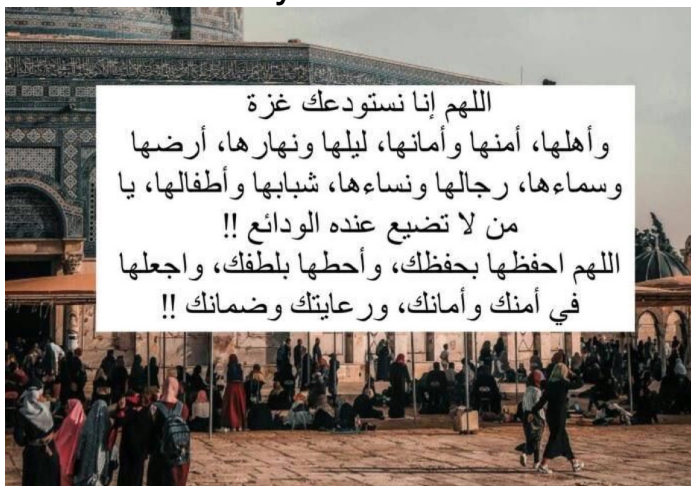 اللهم إنا نستودعك غزة
وأهلها، أمنها وأمانها، ليلها ونهارها، أرضها
وسماءها، رجالها ونساءها، شبابها وأطفالها، يا
من لا تضيع عنده الودائع !!
اللهم احفظها بحفظك، وأحطها بلطفك، واجعلها
في أمنك وأمانك، ورعايتك وضمانك !!